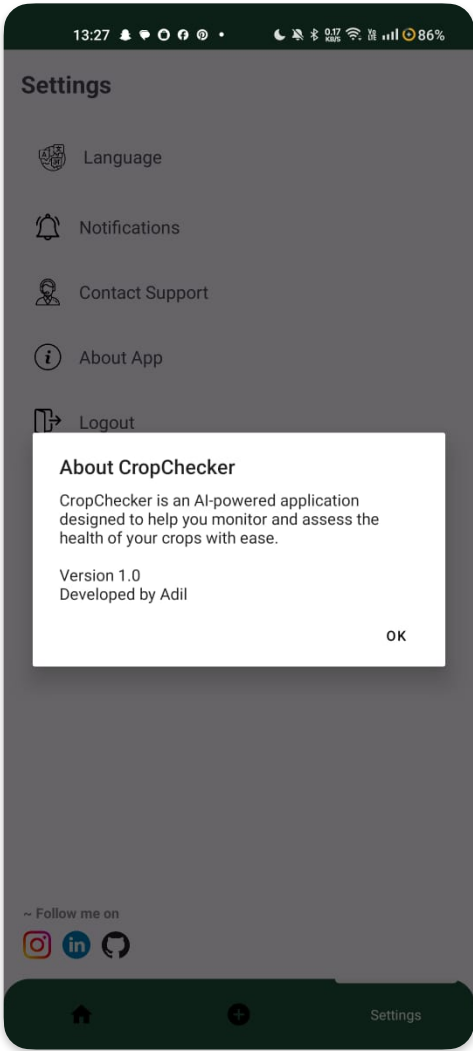 13:27 86%
Settings
Language
Notifications
Contact Support
About App
Logout
About CropChecker
CropChecker is an AI-powered application
designed to help you monitor and assess the
health of your crops with ease.
Version 1.0
Developed by Adil
OK
~ Follow me on
in
Settings